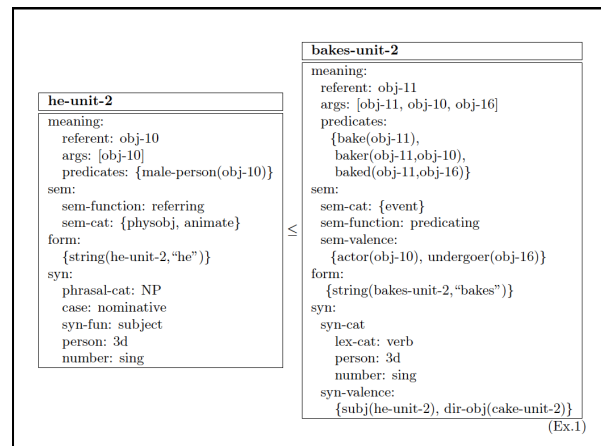 he-unit-2
meaning:
referent: obj-10
args: [obj-10]
predicates: {male-person(obj-10)}
sem:
sem-function: referring
sem-cat: {physobj, animate}
form:
{string(he-unit-2,“he”)}
syn:
phrasal-cat: NP
case: nominative
syn-fun: subject
person: 3d
number: sing
≤
bakes-unit-2
meaning:
referent: obj-11
args: [obj-11, obj-10, obj-16]
predicates:
{bake(obj-11),
baker(obj-11,obj-10),
baked(obj-11,obj-16)}
sem:
sem-cat: {event}
sem-function: predicating
sem-valence:
{actor(obj-10), undergoer(obj-16)}
form:
{string(bakes-unit-2,“bakes”)}
syn:
syn-cat
lex-cat: verb
person: 3d
number: sing
syn-valence:
{subj(he-unit-2), dir-obj(cake-unit-2)}
(Ex.1)